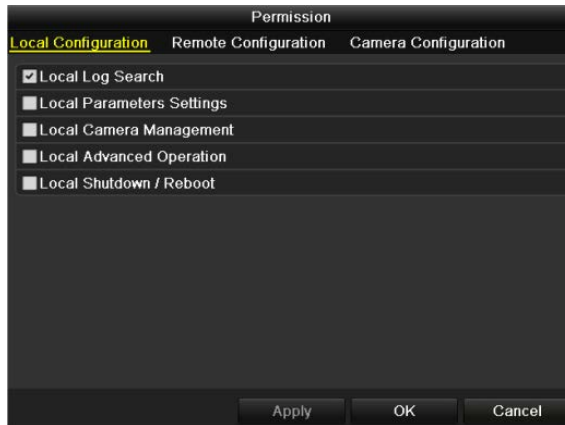 Permission
Local Configuration Remote Configuration Camera Configuration
Local Log Search
Local Parameters Settings
Local Camera Management
Local Advanced Operation
Local Shutdown / Reboot
Apply OK Cancel